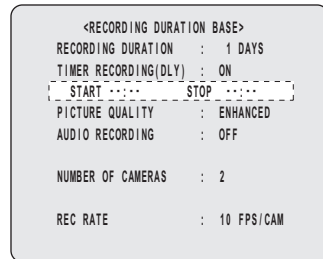 <RECORDING DURATION BASE>
RECORDING DURATION : 1 DAYS
TIMER RECORDING(DLY) : ON
START --:-- STOP --:--
PICTURE QUALITY : ENHANCED
AUDIO RECORDING : OFF
NUMBER OF CAMERAS : 2
REC RATE : 10 FPS/CAM